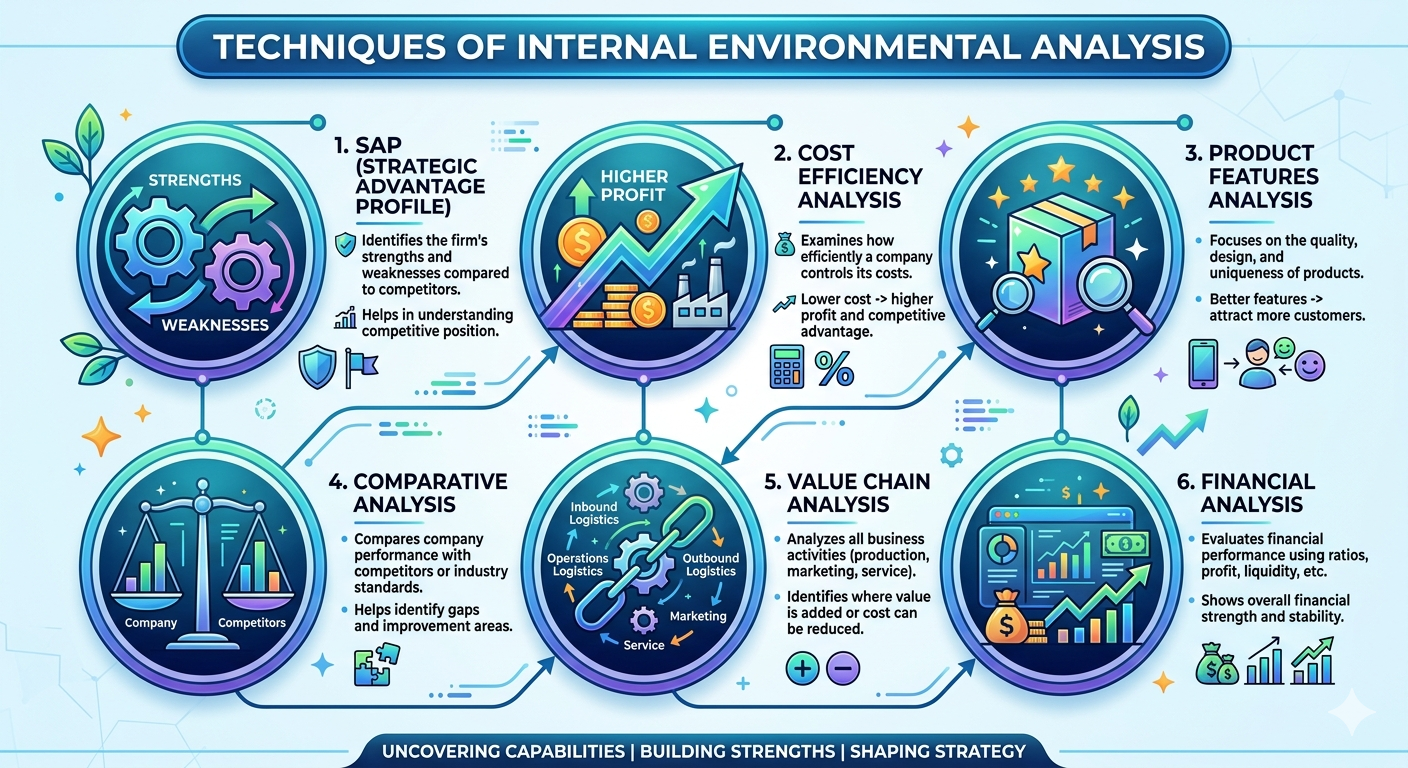 TECHNIQUES OF INTERNAL ENVIRONMENTAL ANALYSIS
STRENGTHS
WEAKNESSES
1. SAP
(STRATEGIC
ADVANTAGE
PROFILE)
Identifies the firm's
strengths and
weaknesses compared
to competitors.
Helps in understanding
competitive position.
HIGHER
PROFIT
$
$
$
2. COST
EFFICIENCY
ANALYSIS
$
Examines how
efficiently a company
controls its costs.
Lower cost -> higher
profit and competitive
advantage.
%
3. PRODUCT
FEATURES
ANALYSIS
• Focuses on the quality,
design, and
uniqueness of products.
• Better features ->
attract more customers.
Company
Competitors
4. COMPARATIVE
ANALYSIS
• Compares company
performance with
competitors or industry
standards.
• Helps identify gaps
and improvement areas.
Inbound
Logistics
Operations
Logistics
Outbound
Logistics
Marketing
Service
5. VALUE CHAIN
ANALYSIS
• Analyzes all business
activities (production,
marketing, service).
• Identifies where value
is added or cost can
be reduced.
+ −
$
$
$
6. FINANCIAL
ANALYSIS
• Evaluates financial
performance using ratios,
profit, liquidity, etc.
• Shows overall financial
strength and stability.
$ $
UNCOVERING CAPABILITIES | BUILDING STRENGTHS | SHAPING STRATEGY